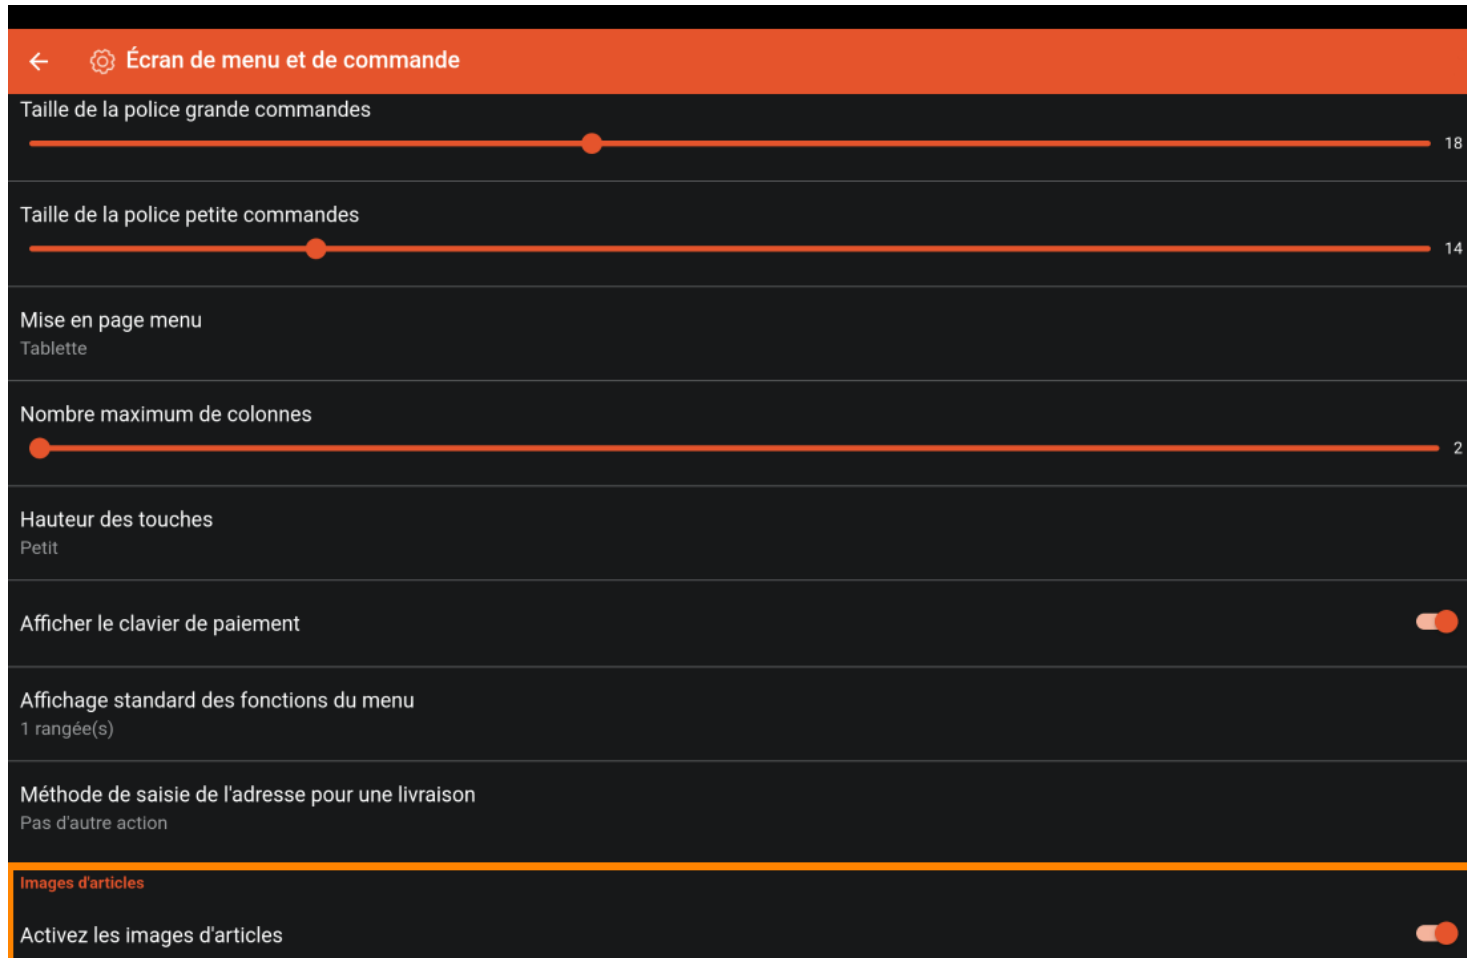 Écran de menu et de commande
Taille de la police grande commandes
18
Taille de la police petite commandes
14
Mise en page menu
Tablette
Nombre maximum de colonnes
2
Hauteur des touches
Petit
Afficher le clavier de paiement
Affichage standard des fonctions du menu
1 rangée(s)
Méthode de saisie de l'adresse pour une livraison
Pas d'autre action
Images d'articles
Activez les images d'articles